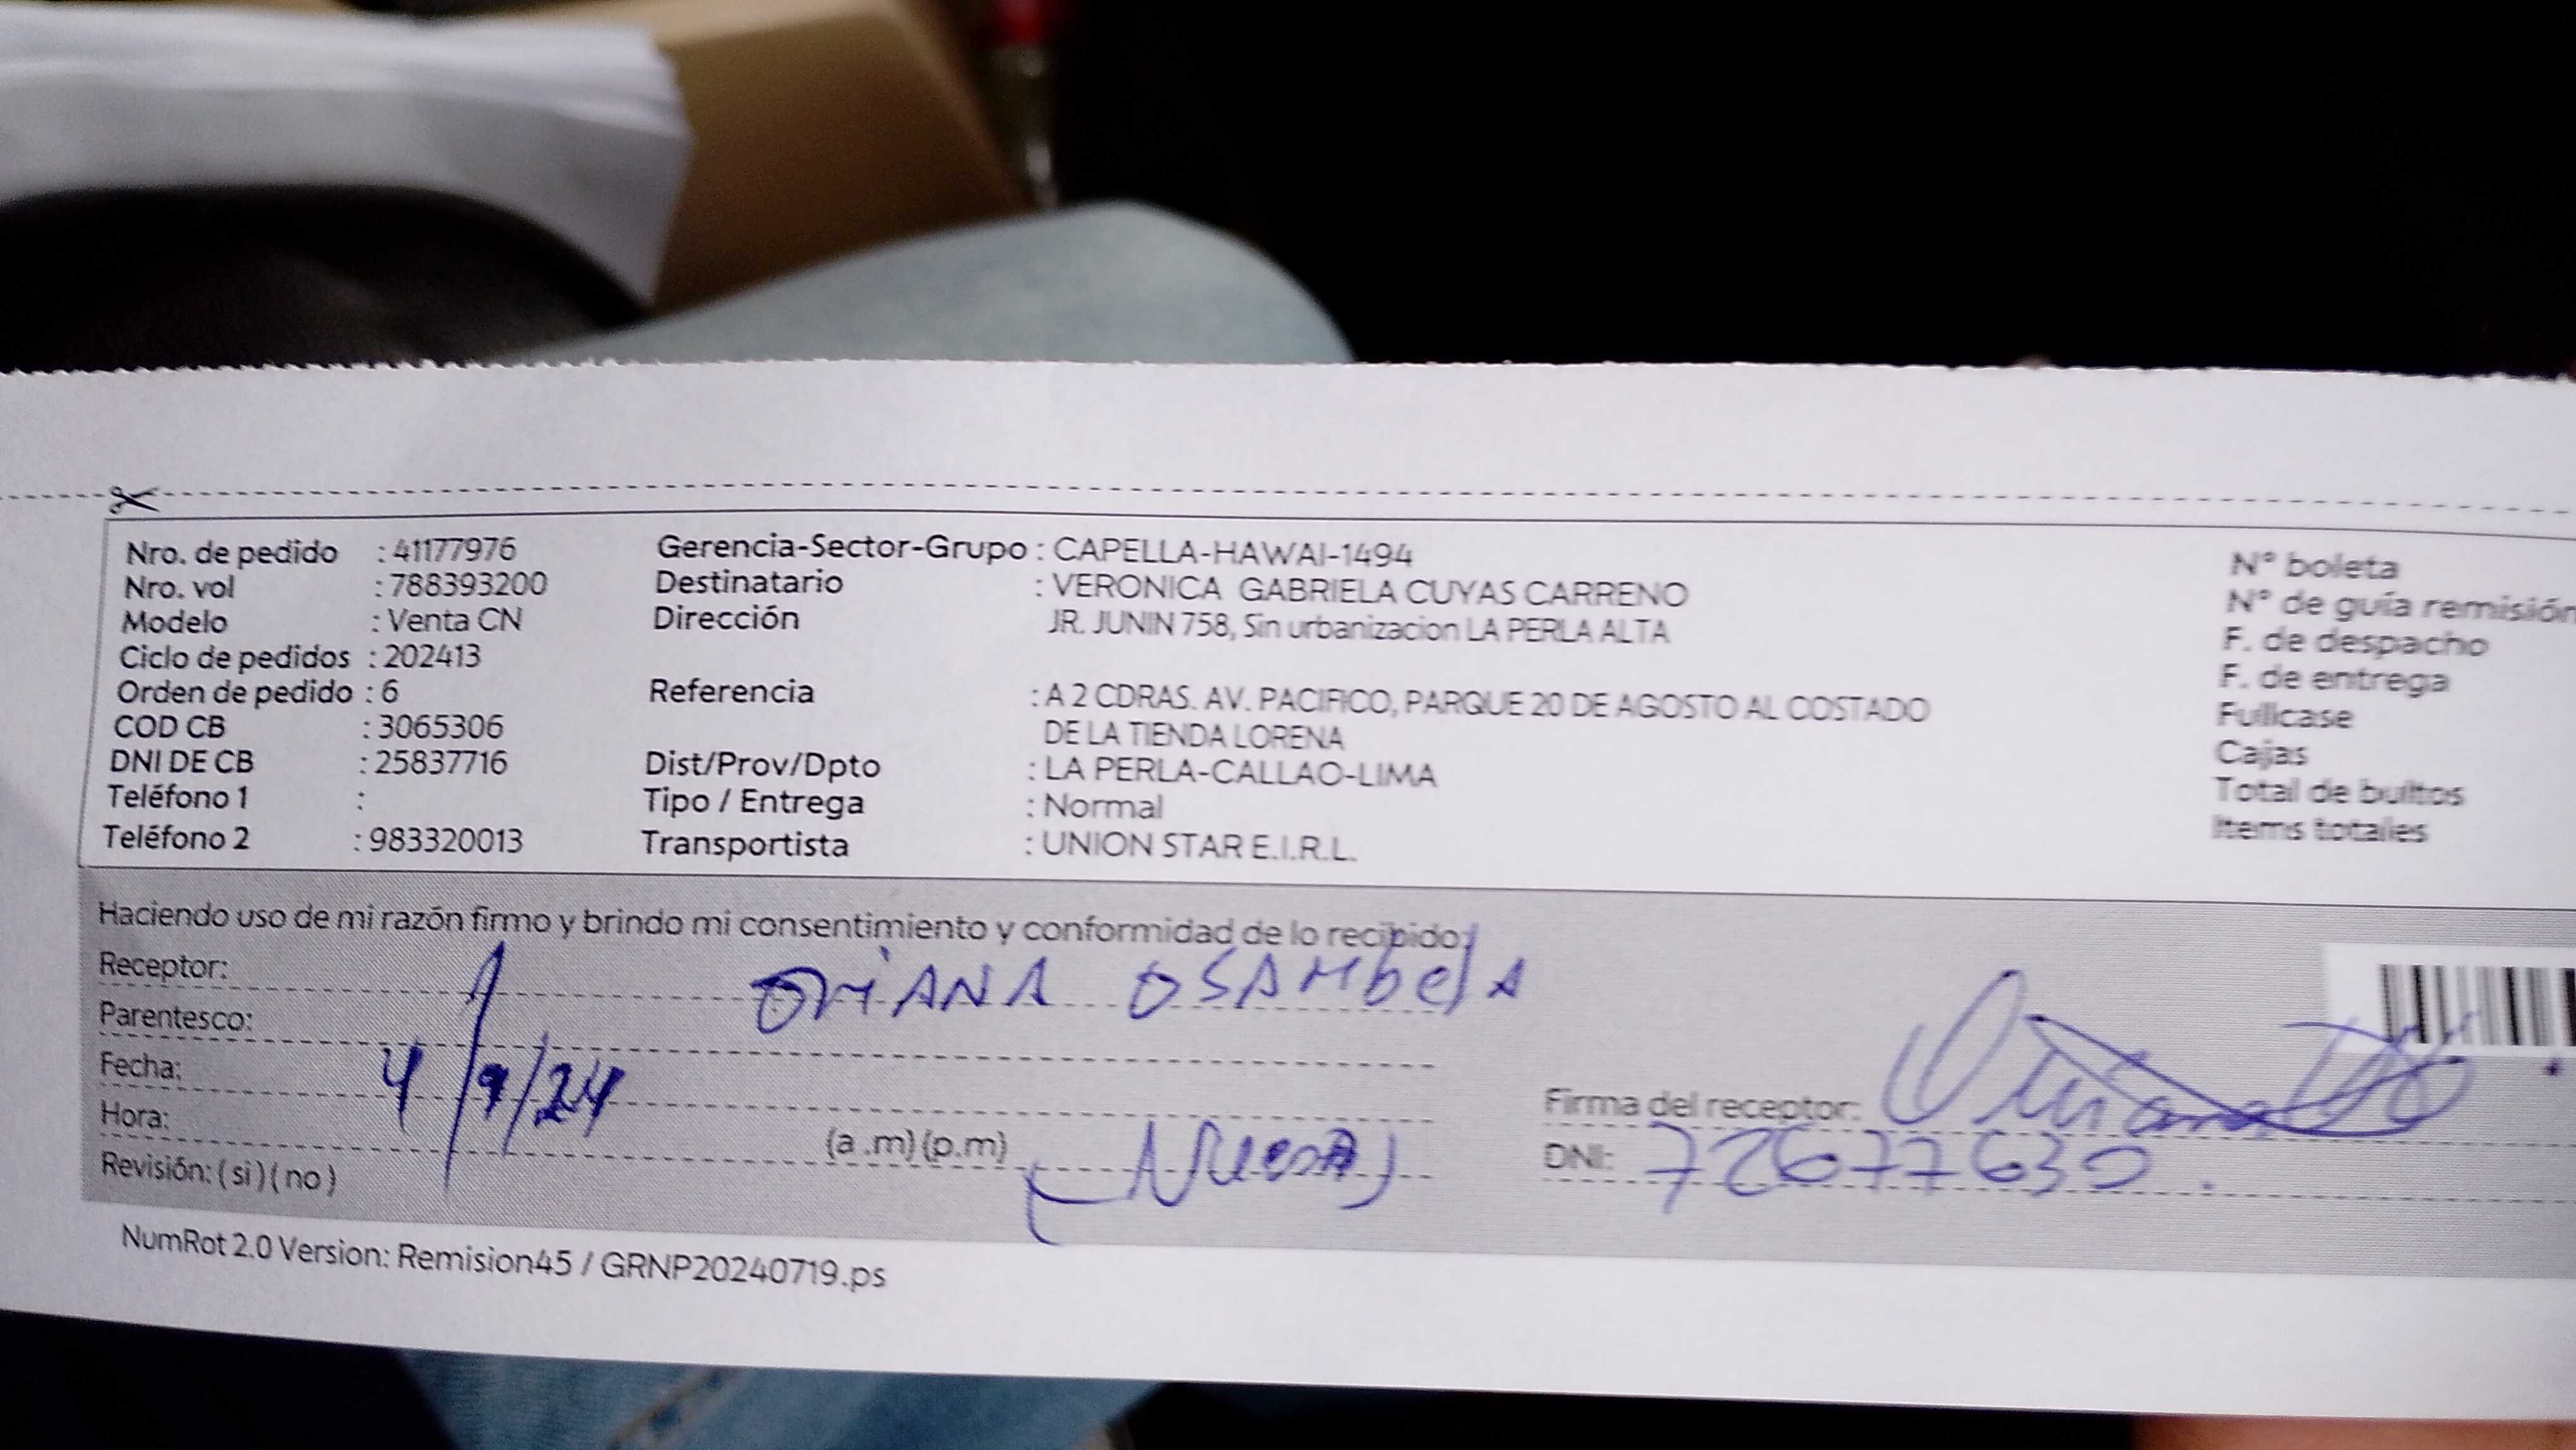 Nro. de pedido : 41177976 Gerencia-Sector-Grupo : CAPELLA-HAWAI-1494 N° boleta
Nro. vol : 788393200 Destinatario : VERONICA GABRIELA CUYAS CARRENO N° de guía remisión
Modelo : Venta CN Dirección JR. JUNIN 758, Sin urbanizacion LA PERLA ALTA F. de despacho
Ciclo de pedidos : 202413 F. de entrega
Orden de pedido : 6 Referencia : A 2 CDRAS. AV. PACIFICO, PARQUE 20 DE AGOSTO AL COSTADO Fullcase
COD CB : 3065306 DE LA TIENDA LORENA Cajas
DNI DE CB : 25837716 Dist/Prov/Dpto : LA PERLA-CALLAO-LIMA Total de bultos
Teléfono 1 : Tipo / Entrega : Normal Items totales
Teléfono 2 : 983320013 Transportista : UNION STAR E.I.R.L.
Haciendo uso de mi razón firmo y brindo mi consentimiento y conformidad de lo recibido:
Receptor: ORIANA OSAMBELA
Parentesco:
Fecha: 4/9/24
Hora: (a .m) (p.m) (NUERA) Firma del receptor:
Revisión: ( si ) ( no ) DNI: 72677630
NumRot 2.0 Version: Remision45 / GRNP20240719.ps